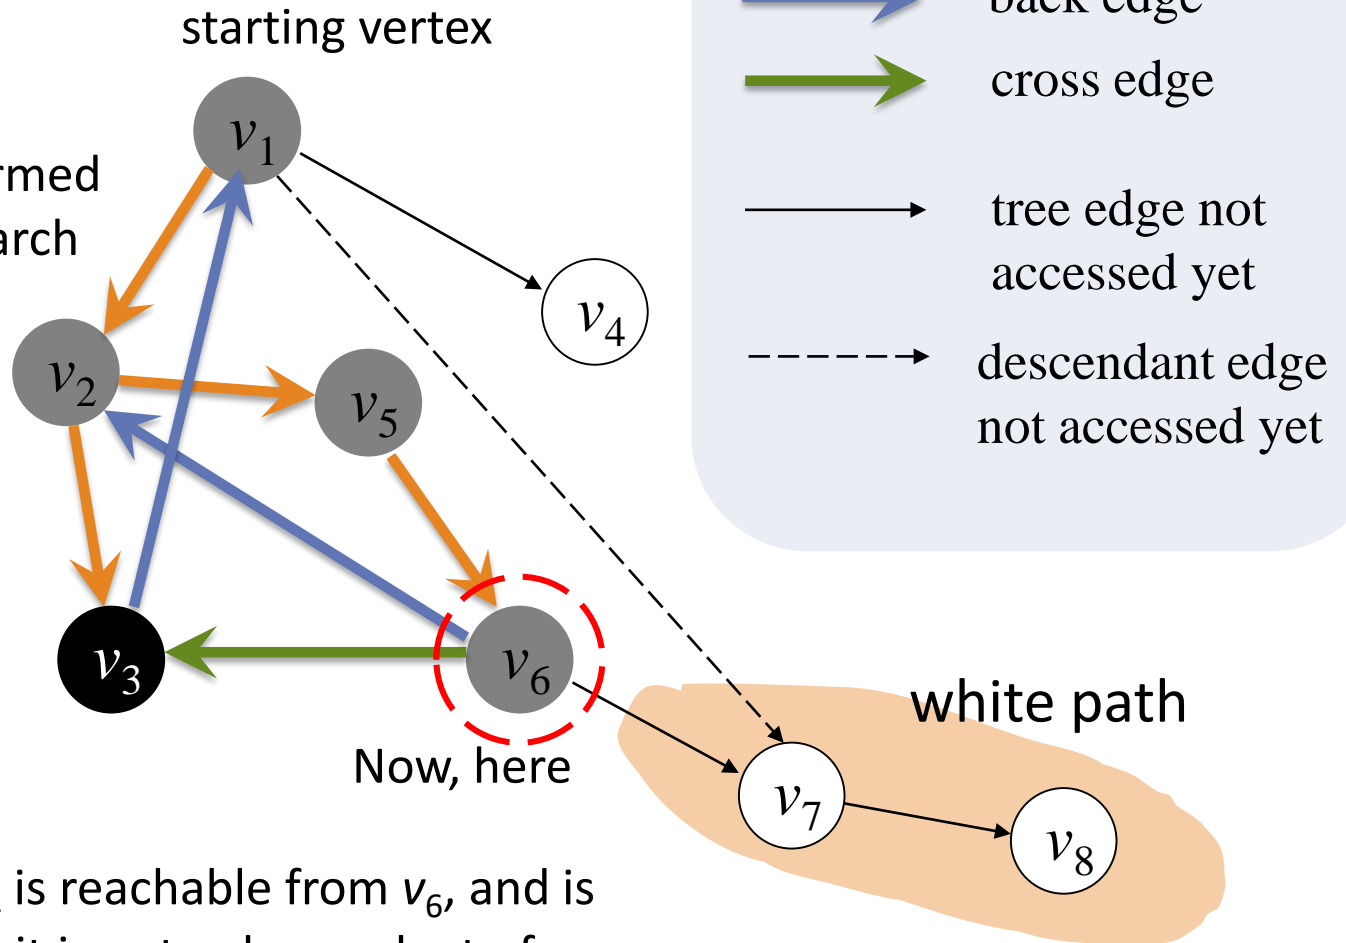 starting vertex
back edge
cross edge
v1
rmed
arch
tree edge not
accessed yet
v4
descendant edge
not accessed yet
v2
v5
v3
v6
white path
Now, here
v7
v8
is reachable from v6, and is